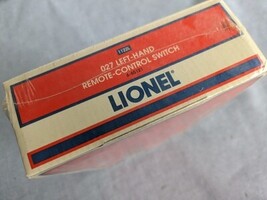 027 LEFT-HAND
REMOTE-CONTROL SWITCH
LIONEL